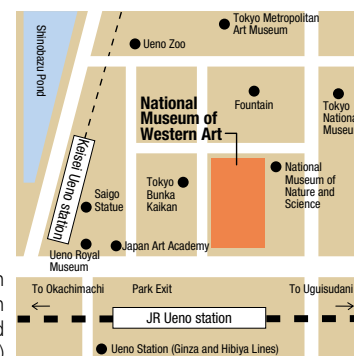 Tokyo Metropolitan
Art Museum
Ueno Zoo
Shinobazu Pond
National
Museum of
Western Art
Fountain
Tokyo
National
Keisei Ueno station
Saigo
Statue
Tokyo
Bunka
Kaikan
National
Museum of
Nature and
Science
Ueno Royal
Museum
Japan Art Academy
To Okachimachi
Park Exit
To Uguisudani
JR Ueno station
Ueno Station (Ginza and Hibiya Lines)